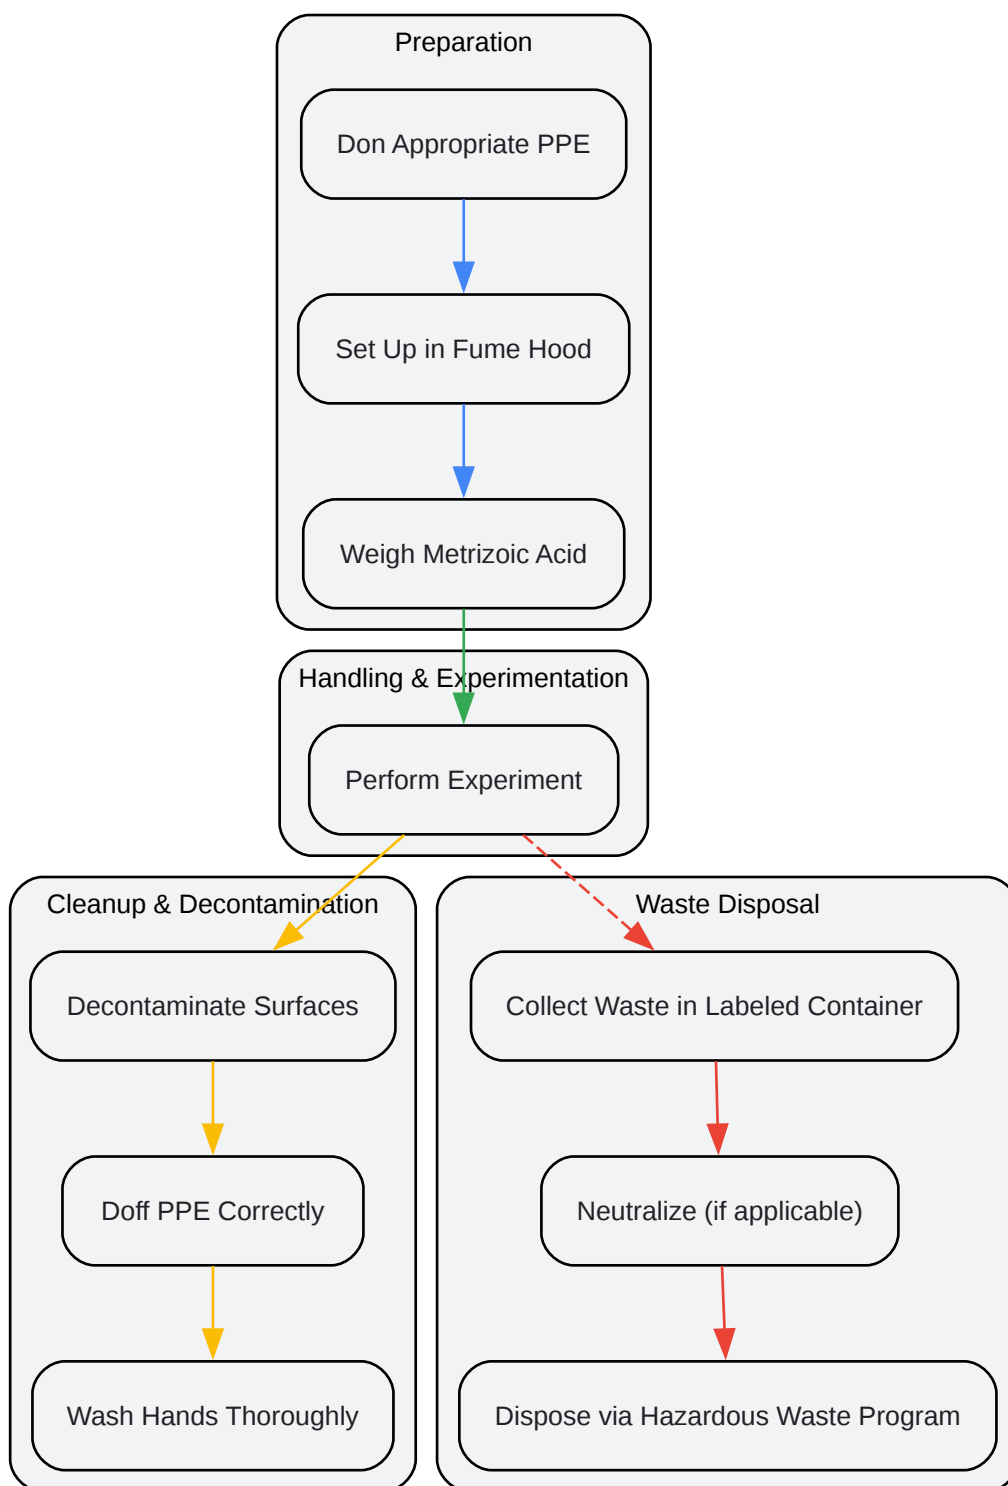 Preparation
Don Appropriate PPE
Set Up in Fume Hood
Weigh Metrizoic Acid
Handling & Experimentation
Perform Experiment
Cleanup & Decontamination
Decontaminate Surfaces
Doff PPE Correctly
Wash Hands Thoroughly
Waste Disposal
Collect Waste in Labeled Container
Neutralize (if applicable)
Dispose via Hazardous Waste Program